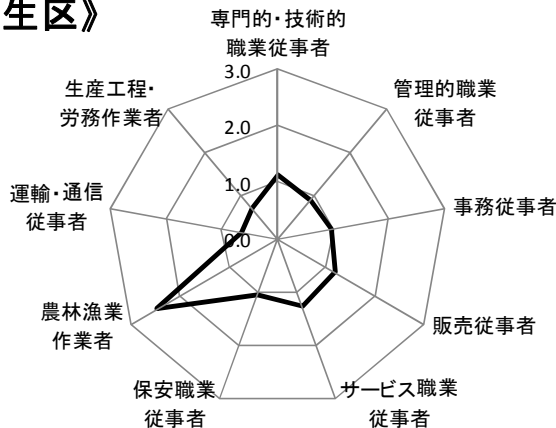 生区》
専門的・技術的
職業従事者
3.0
管理的職業
従事者
生産工程・
労務作業者
2.0
運輸・通信
従事者
1.0
事務従事者
0.0
農林漁業
作業者
販売従事者
保安職業
従事者
サービス職業
従事者